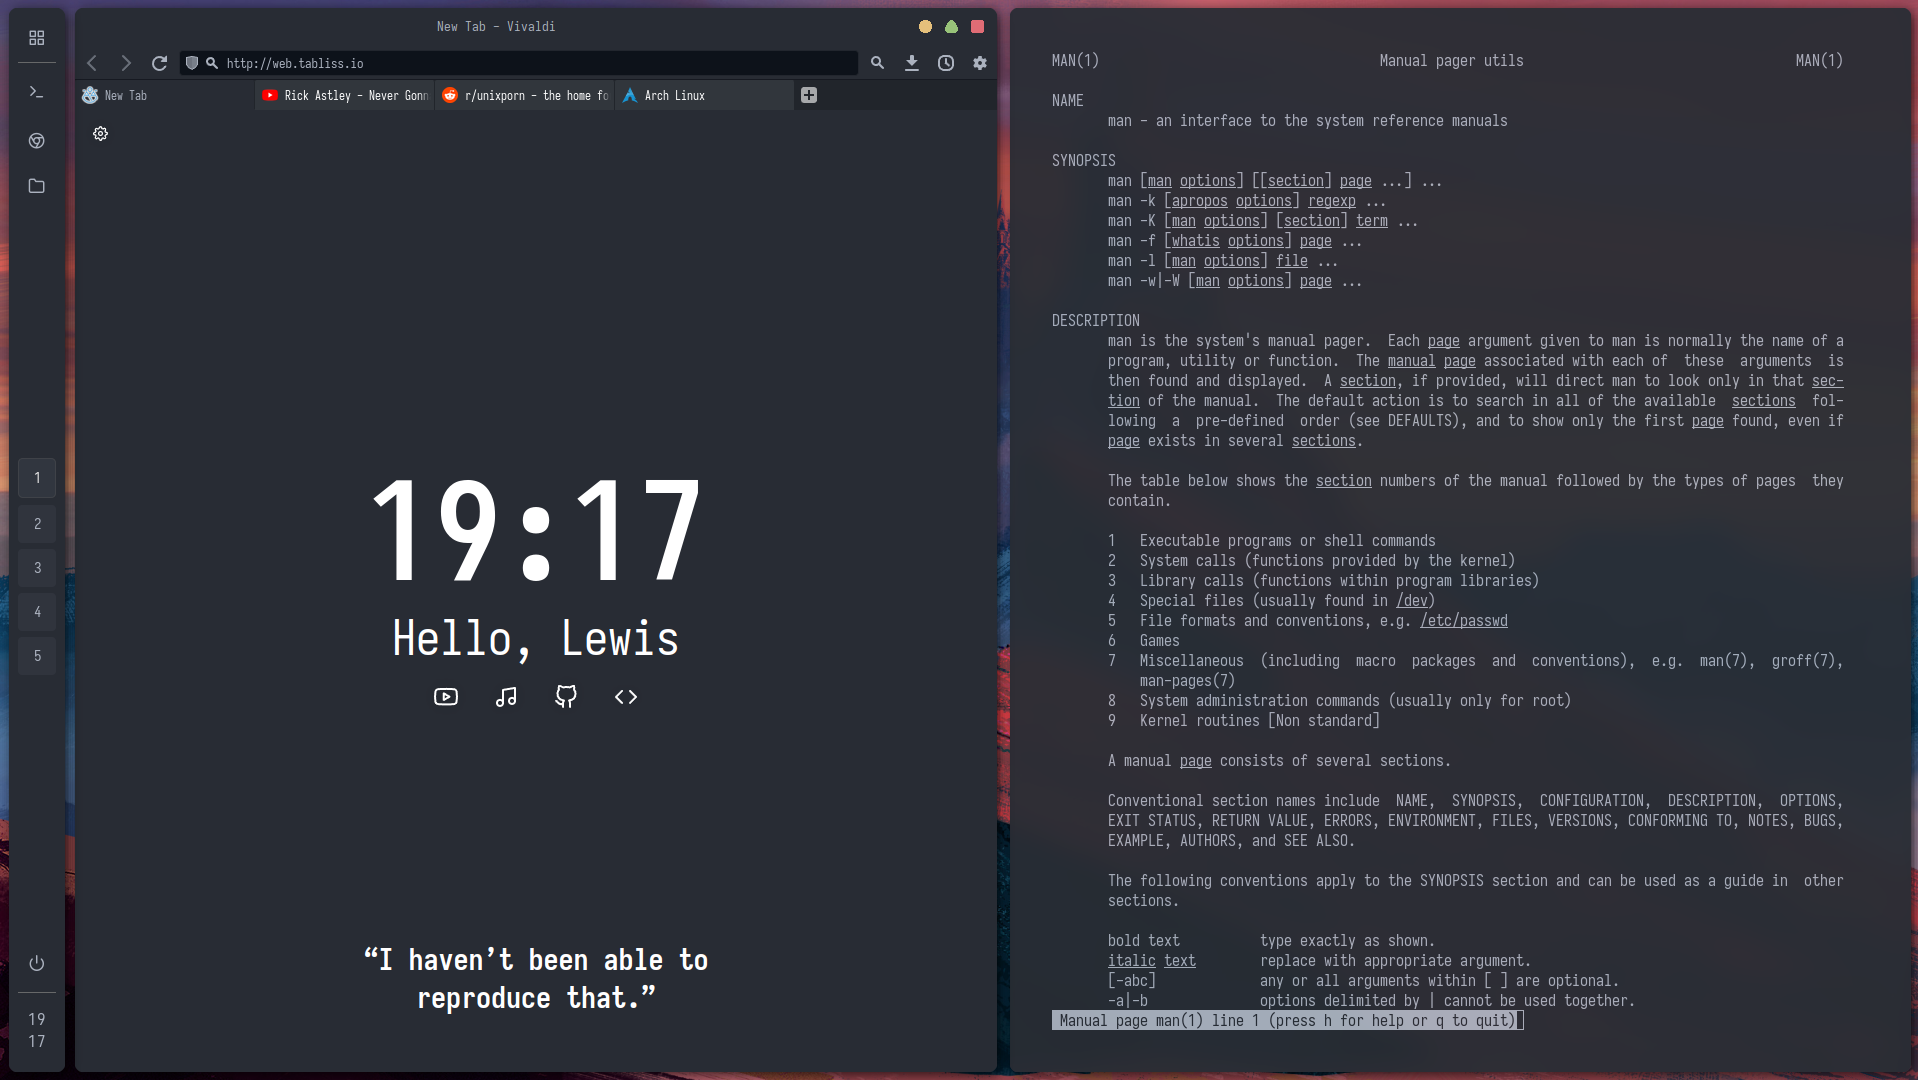 New Tab - Vivaldi
http://web.tabliss.io
New Tab
Rick Astley - Never Gonn
r/unixporn - the home fo
Arch Linux
1
2
3
4
5
19
17
19:17
Hello, Lewis
“I haven’t been able to
reproduce that.”
MAN(1) Manual pager utils MAN(1)
NAME
man - an interface to the system reference manuals
SYNOPSIS
man [man options] [[section] page ...] ...
man -k [apropos options] regexp ...
man -K [man options] [section] term ...
man -f [whatis options] page ...
man -l [man options] file ...
man -w|-W [man options] page ...
DESCRIPTION
man is the system's manual pager. Each page argument given to man is normally the name of a
program, utility or function. The manual page associated with each of these arguments is
then found and displayed. A section, if provided, will direct man to look only in that sec-
tion of the manual. The default action is to search in all of the available sections fol-
lowing a pre-defined order (see DEFAULTS), and to show only the first page found, even if
page exists in several sections.
The table below shows the section numbers of the manual followed by the types of pages they
contain.
1 Executable programs or shell commands
2 System calls (functions provided by the kernel)
3 Library calls (functions within program libraries)
4 Special files (usually found in /dev)
5 File formats and conventions, e.g. /etc/passwd
6 Games
7 Miscellaneous (including macro packages and conventions), e.g. man(7), groff(7),
man-pages(7)
8 System administration commands (usually only for root)
9 Kernel routines [Non standard]
A manual page consists of several sections.
Conventional section names include NAME, SYNOPSIS, CONFIGURATION, DESCRIPTION, OPTIONS,
EXIT STATUS, RETURN VALUE, ERRORS, ENVIRONMENT, FILES, VERSIONS, CONFORMING TO, NOTES, BUGS,
EXAMPLE, AUTHORS, and SEE ALSO.
The following conventions apply to the SYNOPSIS section and can be used as a guide in other
sections.
bold text type exactly as shown.
italic text replace with appropriate argument.
[-abc] any or all arguments within [ ] are optional.
-a|-b options delimited by | cannot be used together.
Manual page man(1) line 1 (press h for help or q to quit)